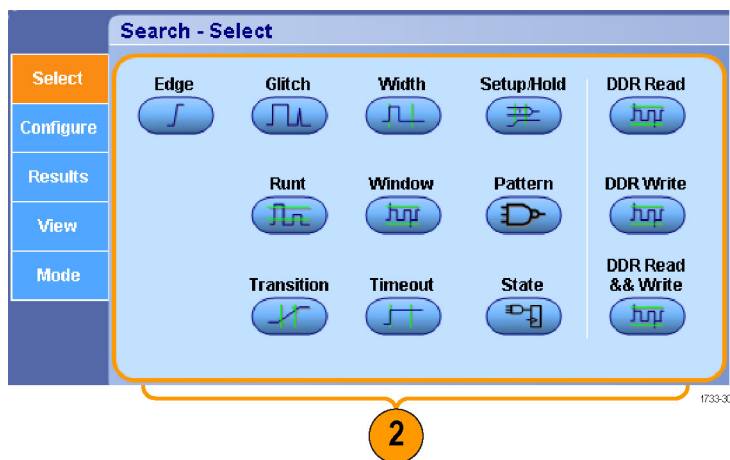 Search - Select
Select
Configure
Results
View
Mode
Edge Glitch Width Setup/Hold DDR Read
Runt Window Pattern DDR Write
Transition Timeout State DDR Read
&& Write
2